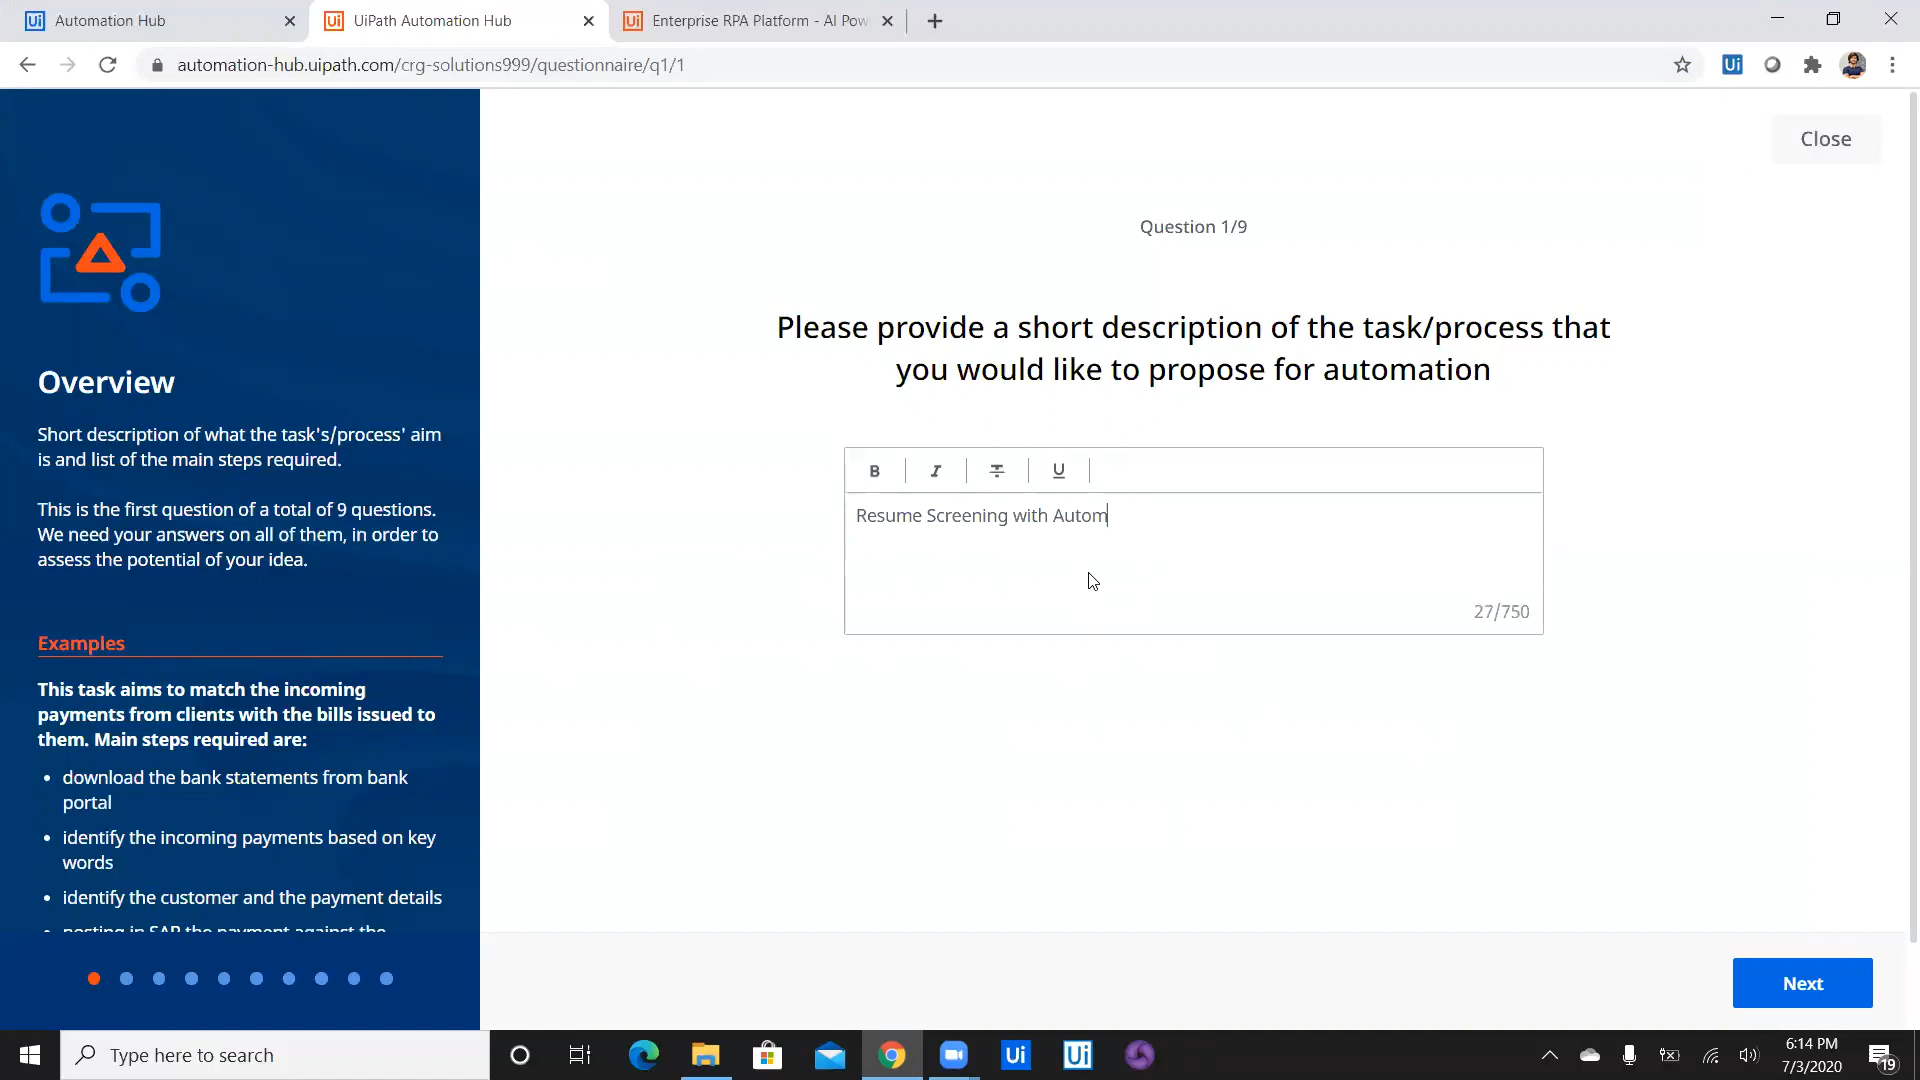 Automation Hub
UiPath Automation Hub
Enterprise RPA Platform - AI Pow
automation-hub.uipath.com/crg-solutions999/questionnaire/q1/1
Close
Question 1/9
Please provide a short description of the task/process that
you would like to propose for automation
B
I
U
Resume Screening with Autom
27/750
Overview
Short description of what the task's/process' aim
is and list of the main steps required.
This is the first question of a total of 9 questions.
We need your answers on all of them, in order to
assess the potential of your idea.
Examples
This task aims to match the incoming
payments from clients with the bills issued to
them. Main steps required are:
• download the bank statements from bank
portal
• identify the incoming payments based on key
words
• identify the customer and the payment details
• posting in SAP the payment against the
Next
Type here to search
6:14 PM
7/3/2020
19